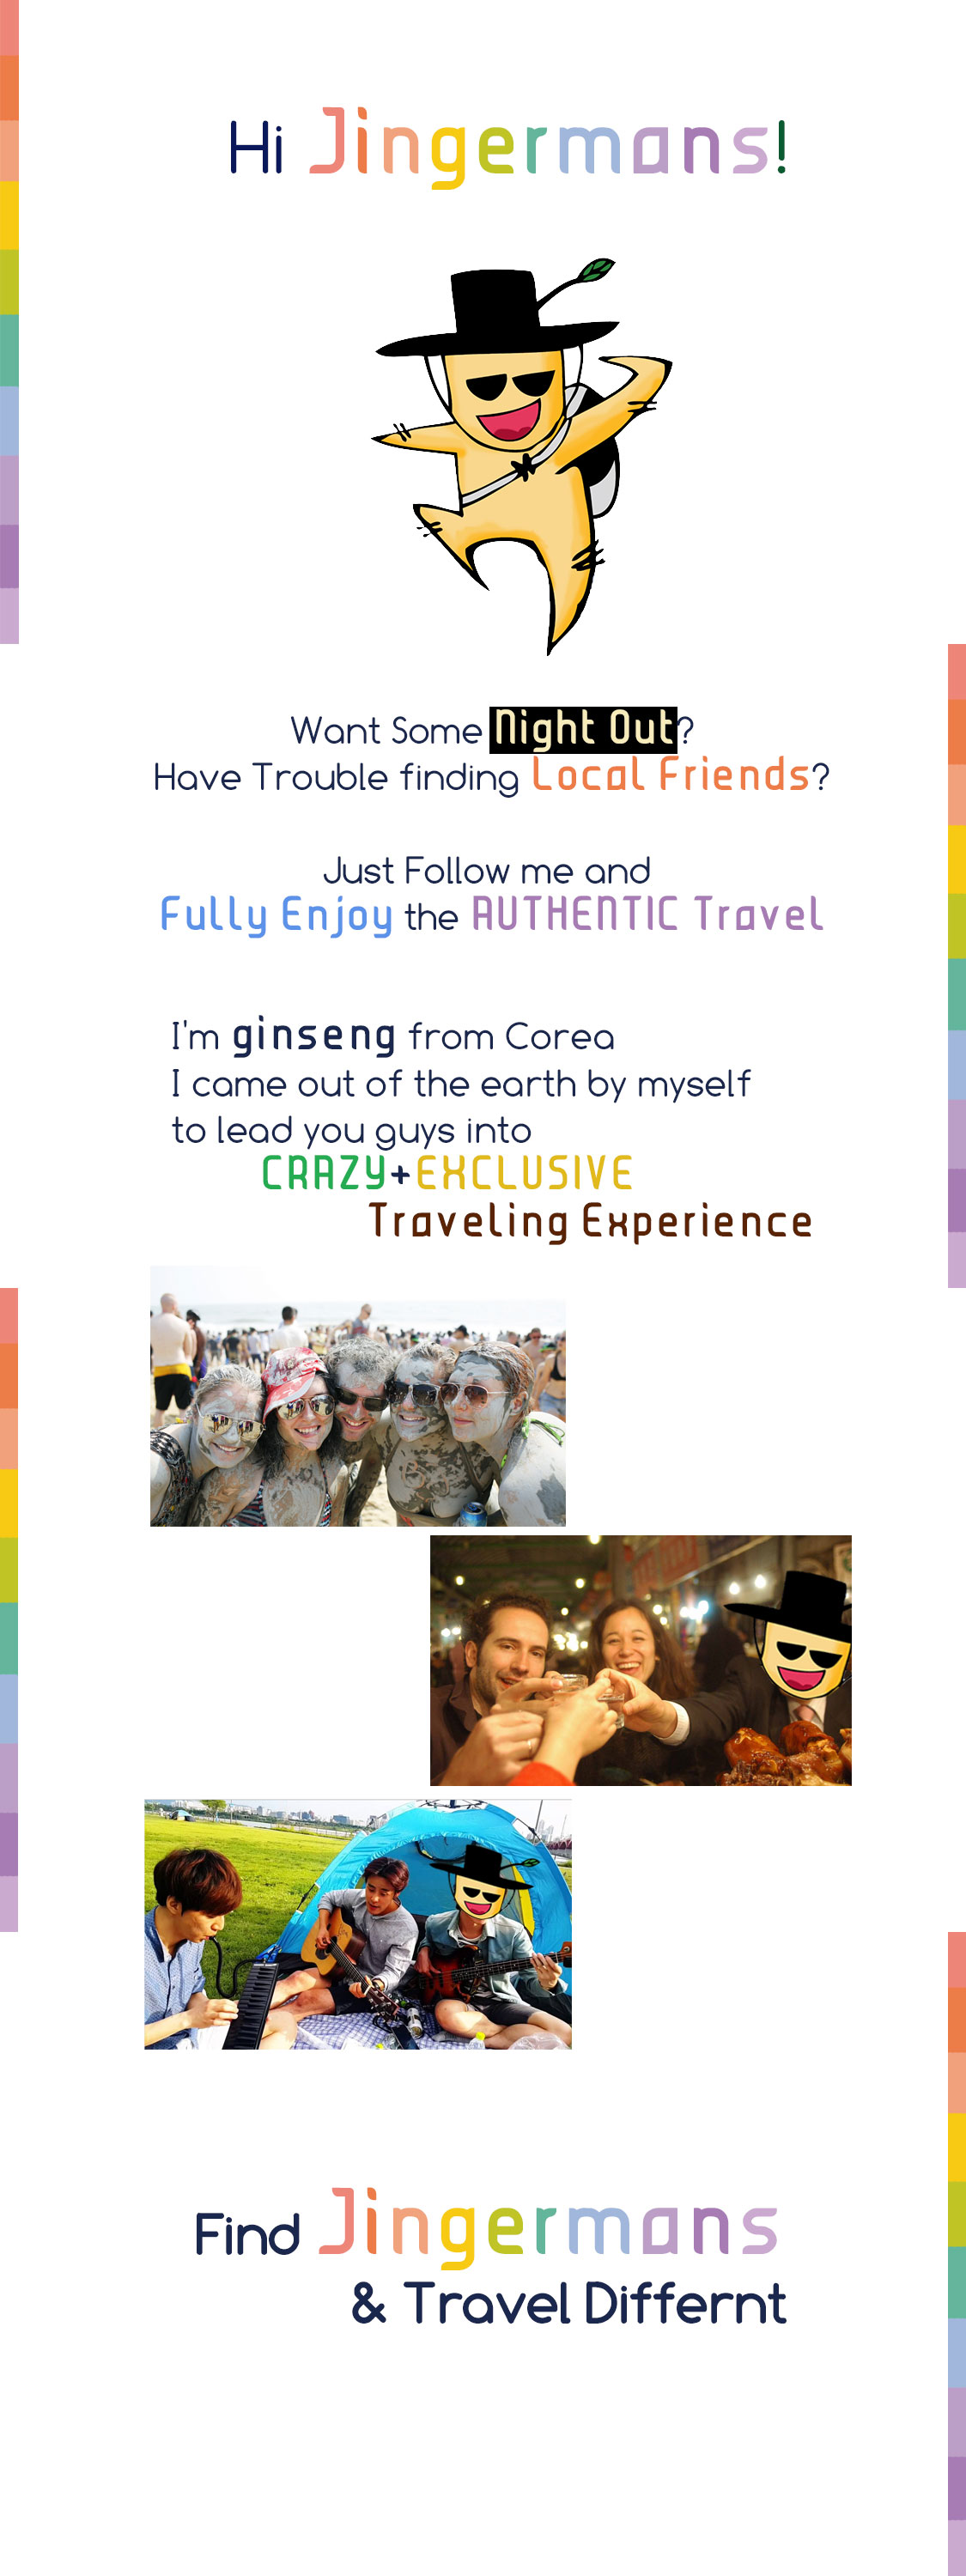 Hi Jingermans!
Want Some Night Out?
Have Trouble finding Local Friends?
Just Follow me and
Fully Enjoy the AUTHENTIC Travel
I'm ginseng from Corea
I came out of the earth by myself
to lead you guys into
CRAZY+EXCLUSIVE
Traveling Experience
Find Jingermans
& Travel Differnt